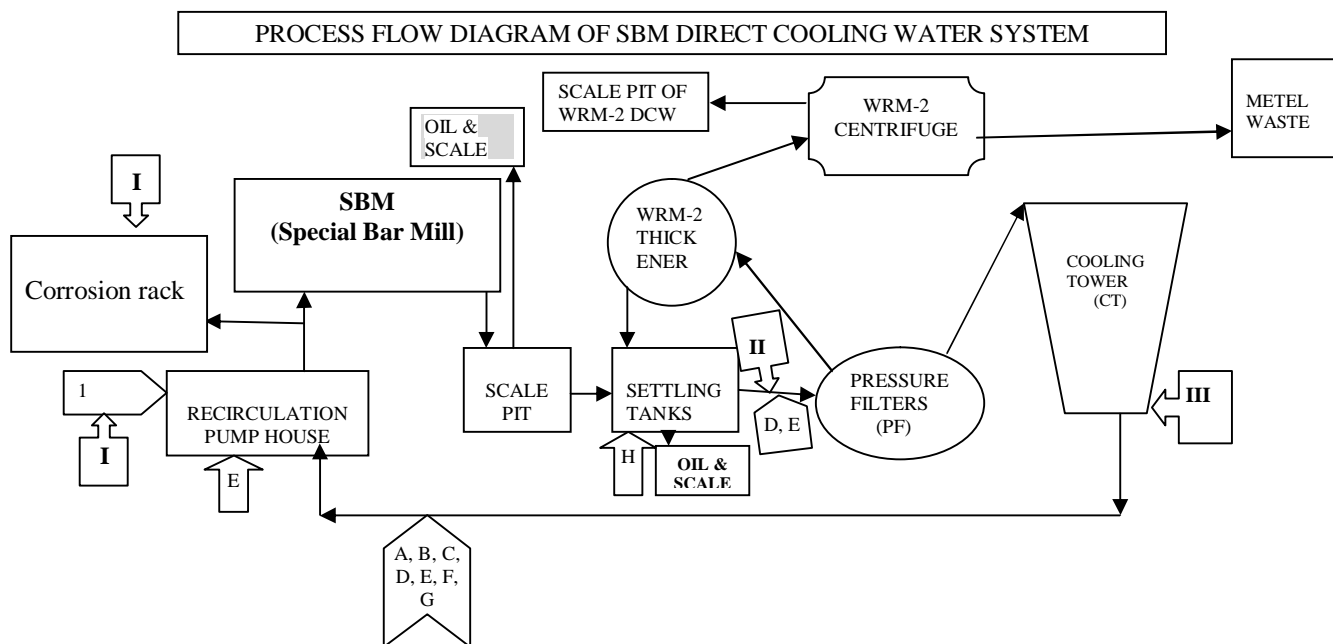 PROCESS FLOW DIAGRAM OF SBM DIRECT COOLING WATER SYSTEM
SCALE PIT OF
WRM-2 DCW
WRM-2
CENTRIFUGE
METEL
WASTE
OIL &
SCALE
I
SBM
(Special Bar Mill)
WRM-2
THICK
ENER
COOLING
TOWER
(CT)
Corrosion rack
II
1
RECIRCULATION
PUMP HOUSE
SCALE
PIT
SETTLING
TANKS
PRESSURE
FILTERS
(PF)
III
D, E
I
E
H
OIL &
SCALE
A, B, C,
D, E, F,
G